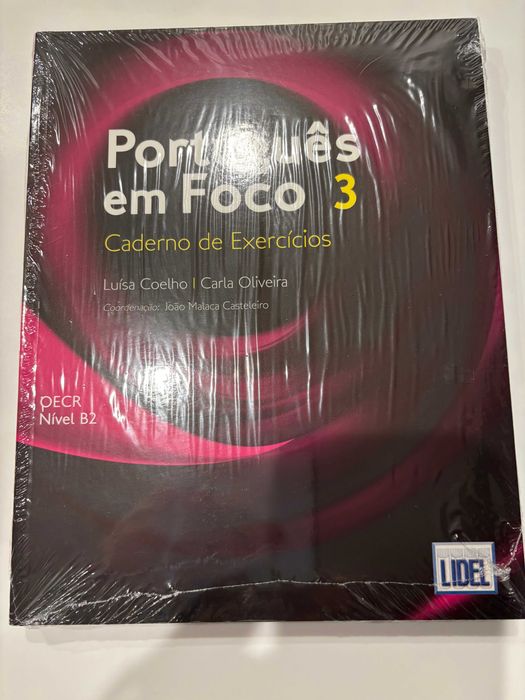 Português
em Foco 3
Caderno de Exercícios
Luísa Coelho | Carla Oliveira
Coordenação: João Malaca Casteleiro
QECR
Nível B2
LIDEL